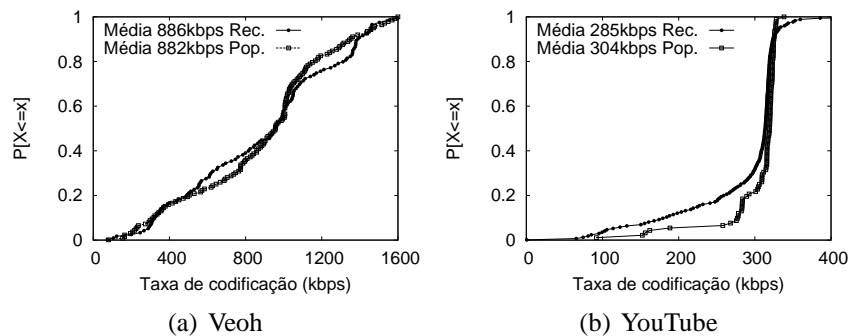 Média 886kbps Rec.
Média 882kbps Pop.
P[X<=x]
1
0.8
0.6
0.4
0.2
0
0 400 800 1200 1600
Taxa de codificação (kbps)
(a) Veoh
Média 285kbps Rec.
Média 304kbps Pop.
P[X<=x]
1
0.8
0.6
0.4
0.2
0
0 100 200 300 400
Taxa de codificação (kbps)
(b) YouTube